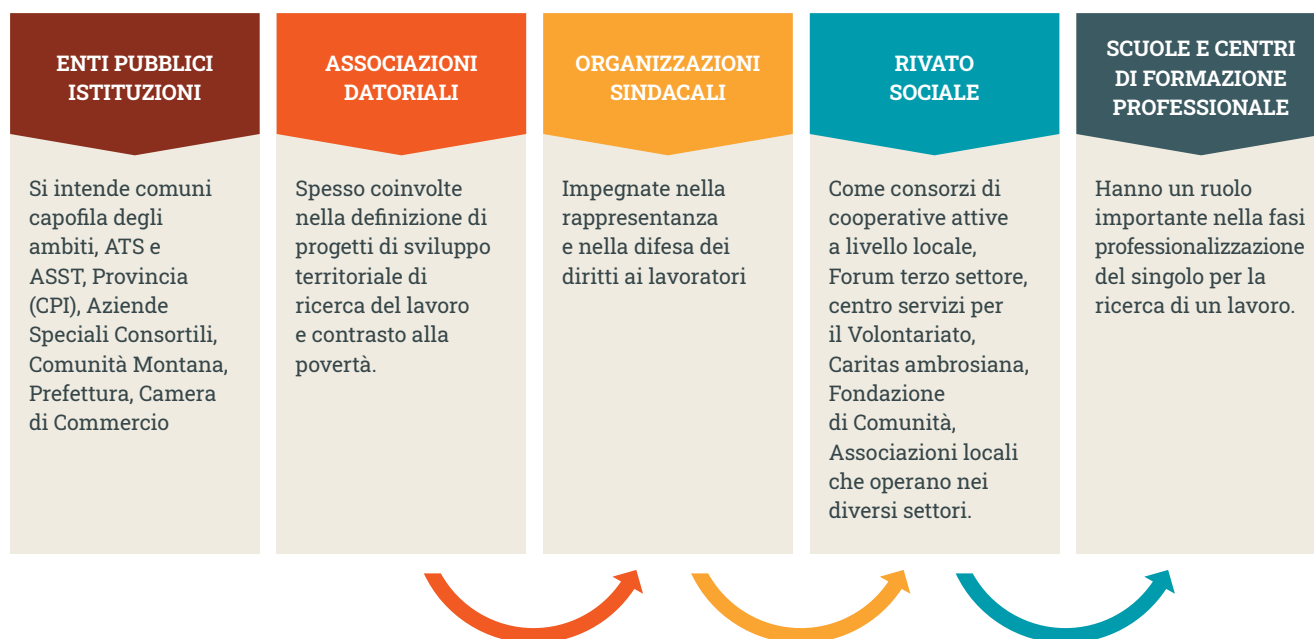 ENTI PUBBLICI
ISTITUZIONI
Si intende comuni
capofila degli
ambiti, ATS e
ASST, Provincia
(CPI), Aziende
Speciali Consortili,
Comunità Montana,
Prefettura, Camera
di Commercio
ASSOCIAZIONI
DATORIALI
Spesso coinvolte
nella definizione di
progetti di sviluppo
territoriale di
ricerca del lavoro
e contrasto alla
povertà.
ORGANIZZAZIONI
SINDACALI
Impegnate nella
rappresentanza
e nella difesa dei
diritti ai lavoratori
RIVATO
SOCIALE
Come consorzi di
cooperative attive
a livello locale,
Forum terzo settore,
centro servizi per
il Volontariato,
Caritas ambrosiana,
Fondazione
di Comunità,
Associazioni locali
che operano nei
diversi settori.
SCUOLE E CENTRI
DI FORMAZIONE
PROFESSIONALE
Hanno un ruolo
importante nella fasi
professionalizzazione
del singolo per la
ricerca di un lavoro.